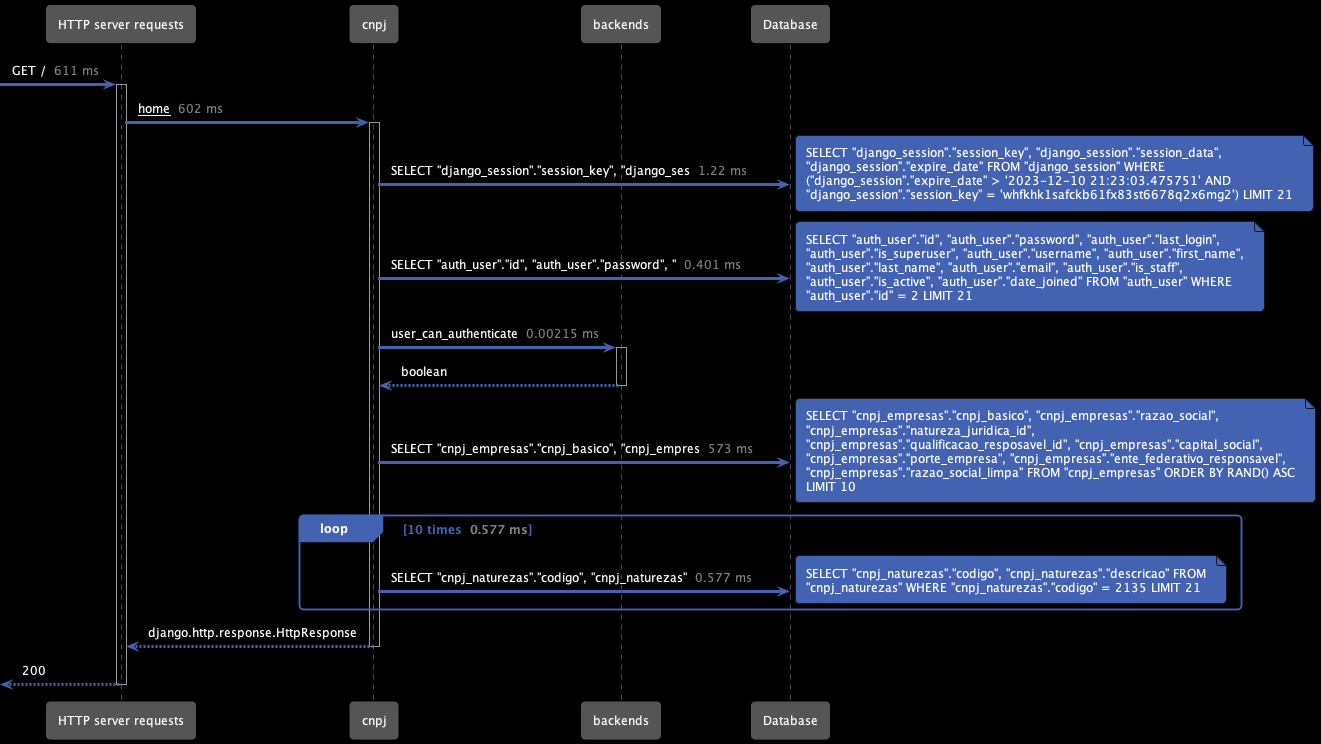 HTTP server requests
cnpj
backends
Database
GET / 611 ms
home 602 ms
SELECT "django_session"."session_key", "django_ses 1.22 ms
SELECT "django_session"."session_key", "django_session"."session_data",
"django_session"."expire_date" FROM "django_session" WHERE
("django_session"."expire_date" > '2023-12-10 21:23:03.475751' AND
"django_session"."session_key" = 'whfkhk1safckb61fx83st6678q2x6mg2') LIMIT 21
SELECT "auth_user"."id", "auth_user"."password", " 0.401 ms
SELECT "auth_user"."id", "auth_user"."password", "auth_user"."last_login",
"auth_user"."is_superuser", "auth_user"."username", "auth_user"."first_name",
"auth_user"."last_name", "auth_user"."email", "auth_user"."is_staff",
"auth_user"."is_active", "auth_user"."date_joined" FROM "auth_user" WHERE
"auth_user"."id" = 2 LIMIT 21
user_can_authenticate 0.00215 ms
boolean
SELECT "cnpj_empresas"."cnpj_basico", "cnpj_empres 573 ms
SELECT "cnpj_empresas"."cnpj_basico", "cnpj_empresas"."razao_social",
"cnpj_empresas"."natureza_juridica_id",
"cnpj_empresas"."qualificacao_resposavel_id", "cnpj_empresas"."capital_social",
"cnpj_empresas"."porte_empresa", "cnpj_empresas"."ente_federativo_responsavel",
"cnpj_empresas"."razao_social_limpa" FROM "cnpj_empresas" ORDER BY RAND() ASC
LIMIT 10
loop [10 times 0.577 ms]
SELECT "cnpj_naturezas"."codigo", "cnpj_naturezas" 0.577 ms
SELECT "cnpj_naturezas"."codigo", "cnpj_naturezas"."descricao" FROM
"cnpj_naturezas" WHERE "cnpj_naturezas"."codigo" = 2135 LIMIT 21
django.http.response.HttpResponse
200
HTTP server requests
cnpj
backends
Database